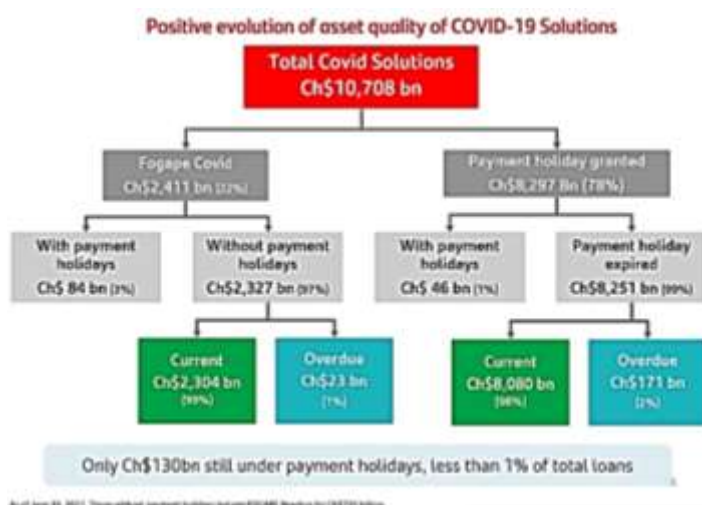 Positive evolution of asset quality of COVID-19 Solutions
Total Covid Solutions
Ch$10,708 bn
Fogape Covid
Ch$2,411 bn (22%)
Payment holiday granted
Ch$8,297 Bn (78%)
With payment
holidays
Ch$ 84 bn (3%)
Without payment
holidays
Ch$2,327 bn (97%)
With payment
holidays
Ch$ 46 bn (1%)
Payment holiday
expired
Ch$8,251 bn (99%)
Current
Ch$2,304 bn
(99%)
Overdue
Ch$23 bn
(1%)
Current
Ch$8,080 bn
(98%)
Overdue
Ch$171 bn
(2%)
Only Ch$130bn still under payment holidays, less than 1% of total loans